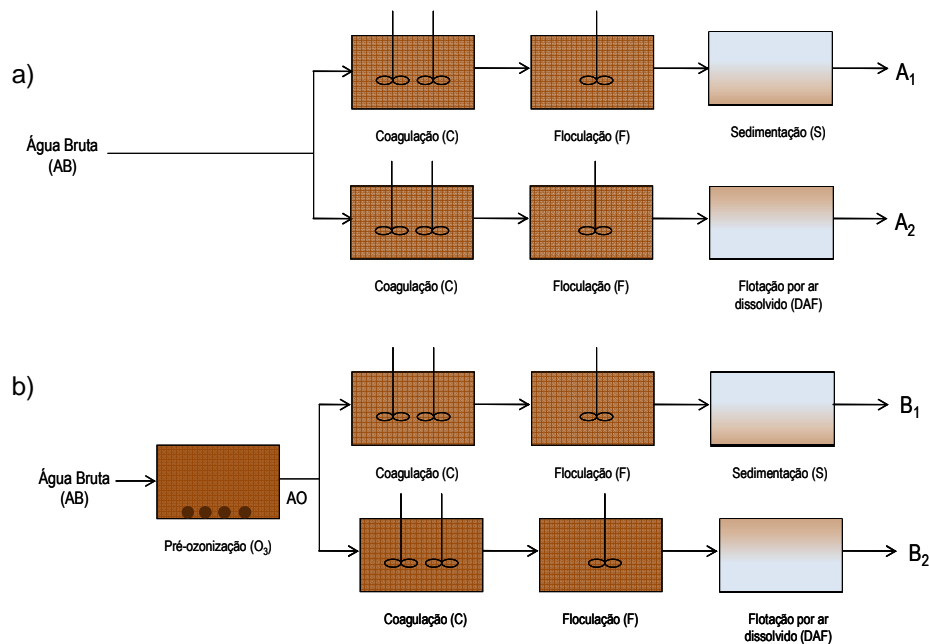 a)
Água Bruta
(AB)
Coagulação (C)
Floculação (F)
Sedimentação (S)
A₁
Coagulação (C)
Floculação (F)
Flotação por ar
dissolvido (DAF)
A₂
b)
Água Bruta
(AB)
Pré-ozonização (O₃)
AO
Coagulação (C)
Floculação (F)
Sedimentação (S)
B₁
Coagulação (C)
Floculação (F)
Flotação por ar
dissolvido (DAF)
B₂